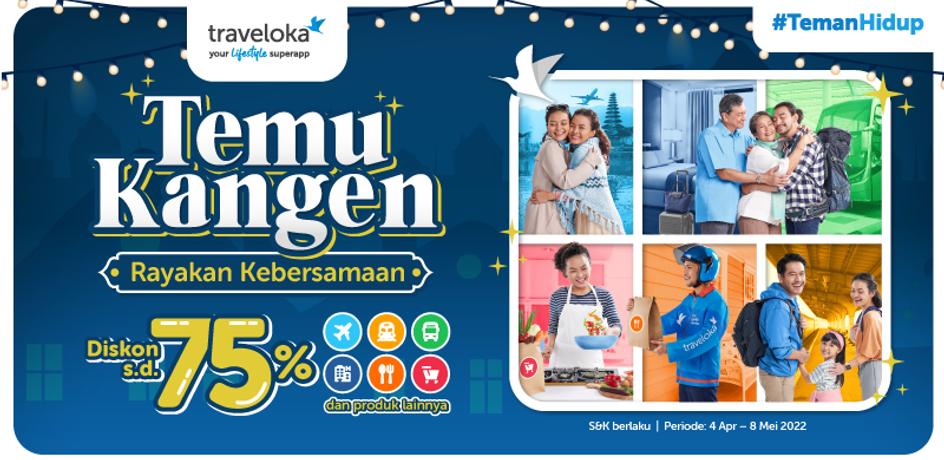 traveloka
your Lifestyle superapp
#TemanHidup
Temu
Kangen
Rayakan Kebersamaan
Diskon
s.d. 75%
dan produk lainnya
traveloka
S&K berlaku | Periode: 4 Apr – 8 Mei 2022